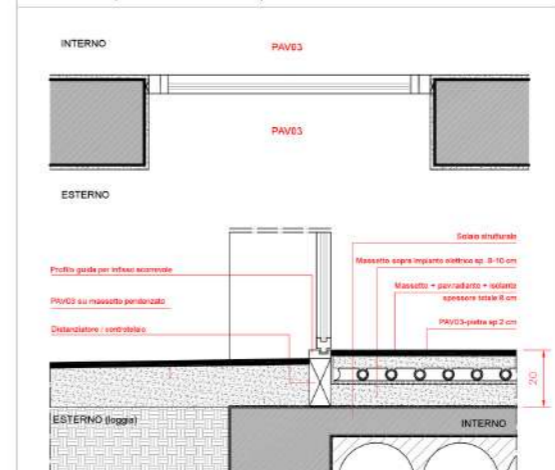 INTERNO
PAV03
PAV03
ESTERNO
Solaio strutturale
Profilo guida per infisso scorrevole
Massetto sopra impianto elettrico sp. 8-10 cm
Massetto + pav.radiante + isolante
spessore totale 8 cm
PAV03 su massetto pendenzato
PAV03-pietra sp.2 cm
Distanziatore / controtelaio
20
ESTERNO (loggia)
INTERNO